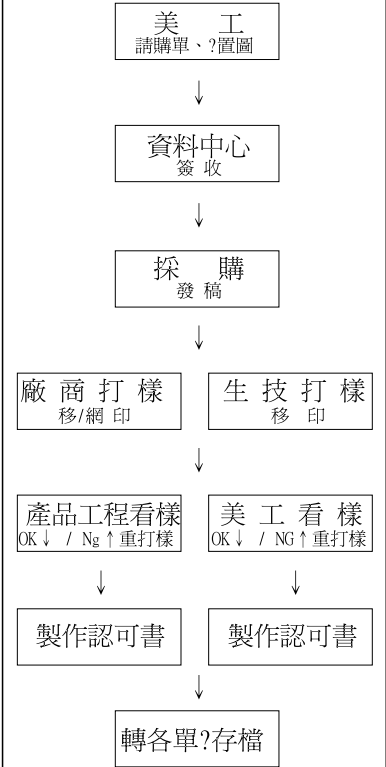 美 工
請購單、?置圖
↓
資料中心
簽 收
↓
採 購
發 稿
↓
廠 商 打 樣
移/網 印
生 技 打 樣
移 印
↓
產品工程看樣
OK↓ / Ng↑重打樣
美 工 看 樣
OK↓ / NG↑重打樣
↓ ↓
製作認可書
製作認可書
↓
轉各單?存檔